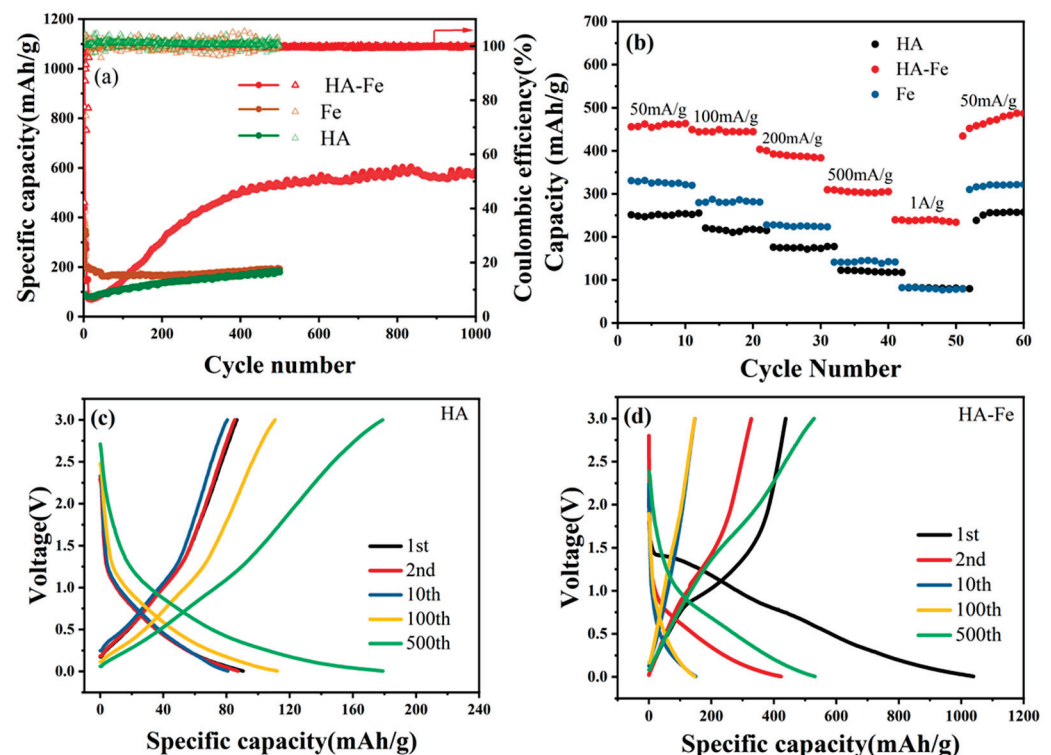 (a)
Specific capacity(mAh/g)
1200
1100
1000
900
800
700
600
500
400
300
200
100
0
0 200 400 600 800 1000
Cycle number
Coulombic efficiency(%)
100
80
60
40
20
0
HA-Fe
Fe
HA
(b)
Capacity (mAh/g)
700
600
500
400
300
200
100
0
0 10 20 30 40 50 60
Cycle Number
HA
HA-Fe
Fe
50mA/g
100mA/g
200mA/g
500mA/g
1A/g
50mA/g
(c)
HA
Voltage(V)
3.0
2.5
2.0
1.5
1.0
0.5
0.0
0 40 80 120 160 200 240
Specific capacity(mAh/g)
1st
2nd
10th
100th
500th
(d)
HA-Fe
Voltage(V)
3.0
2.5
2.0
1.5
1.0
0.5
0.0
0 200 400 600 800 1000 1200
Specific capacity(mAh/g)
1st
2nd
10th
100th
500th